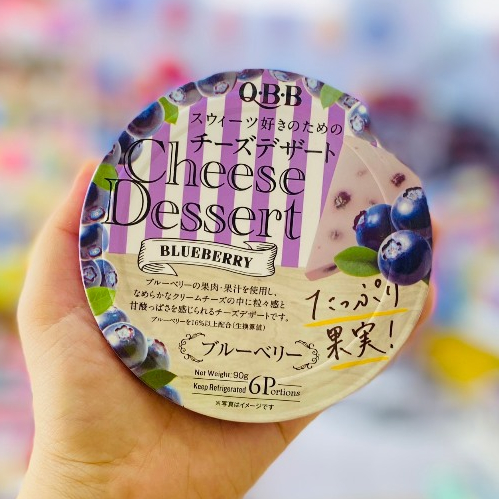 Q·B·B
スウィーツ好きのための
チーズデザート
Cheese
Dessert
BLUEBERRY
ブルーベリーの果肉・果汁を使用し、
なめらかなクリームチーズの中に粒々感と
甘酸っぱさを感じられるチーズデザートです。
ブルーベリーを16%以上配合(生換算値)
たっぷり
果実!
ブルーベリー
Net Weight:90g
Keep Refrigerated 6Portions
※写真はイメージです